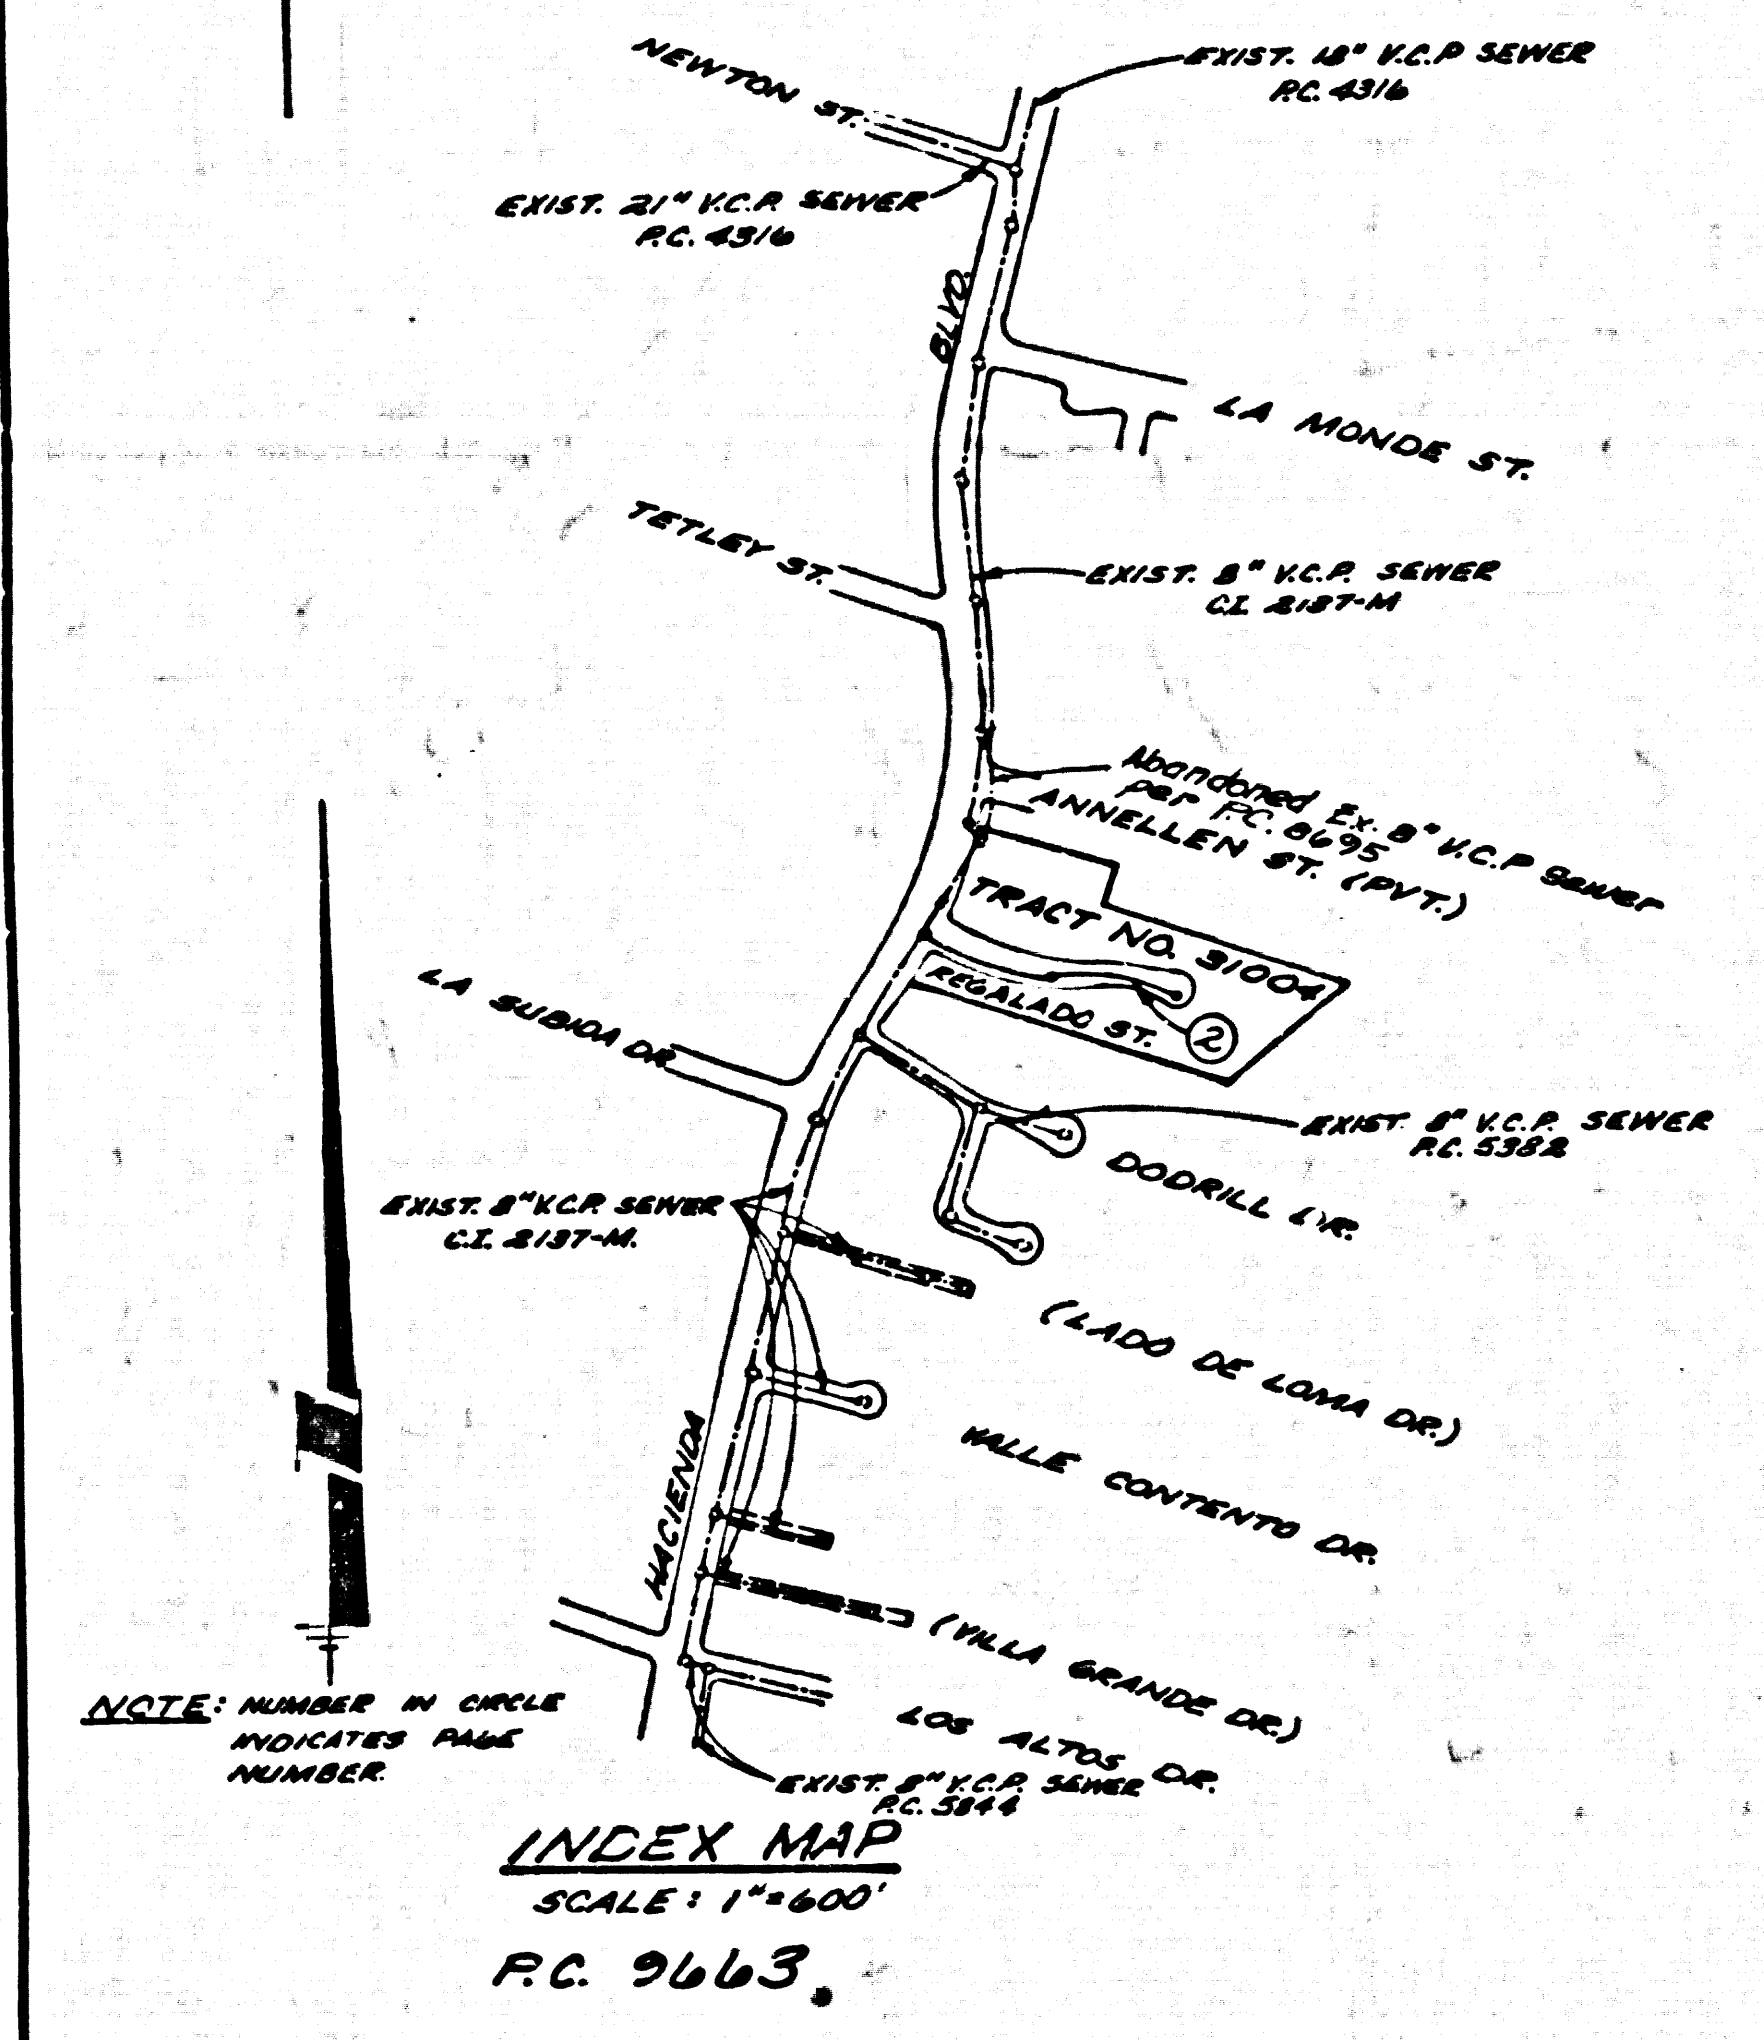 NEWTON ST.
EXIST. 18" V.C.P SEWER
P.C. 4316
EXIST. 21" V.C.P. SEWER
P.C. 4316
BLVD.
LA MONDE ST.
TETLEY ST.
EXIST. 8" V.C.P. SEWER
C.I. 2137-M
Abandoned Ex. 8" V.C.P Sewer
per P.C. 8695
ANNELLEN ST. (PVT.)
TRACT NO. 31004
REGALADO ST.
2
LA SUBIDA DR.
EXIST. 8" V.C.P. SEWER
P.C. 5382
DODRILL DR.
EXIST. 8" V.C.P. SEWER
C.I. 2137-M.
(LADO DE LOMA DR.)
VALLE CONTENTO DR.
HACIENDA
(VILLA GRANDE DR.)
LOS ALTOS DR.
NOTE: NUMBER IN CIRCLE
INDICATES PAGE
NUMBER.
EXIST. 8" V.C.P. SEWER
P.C. 5844
INDEX MAP
SCALE: 1"=600'
P.C. 9663